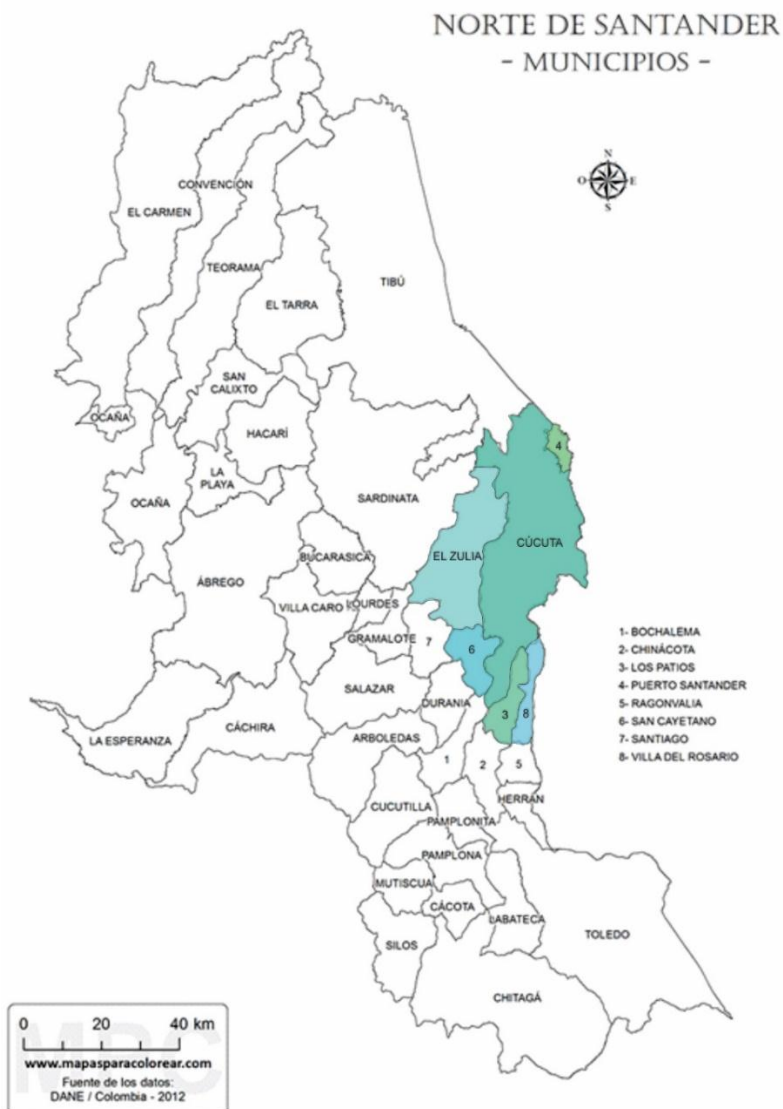 NORTE DE SANTANDER
- MUNICIPIOS -
N
O
E
S
CONVENCIÓN
EL CARMEN
TEORAMA
TIBÚ
EL TARRA
SAN
CALIXTO
OCAÑA
HACARÍ
4
LA
PLAYA
OCAÑA
SARDINATA
CÚCUTA
EL ZULIA
BUCARASICA
ÁBREGO
LOURDES
VILLA CARO
GRAMALOTE
7
6
SALAZAR
DURANIA
3
8
CÁCHIRA
ARBOLEDAS
LA ESPERANZA
1
2
5
HERRÁN
CUCUTILLA
PAMPLONITA
PAMPLONA
MUTISCUA
CÁCOTA
LABATECA
TOLEDO
SILOS
CHITAGÁ
1- BOCHALEMA
2- CHINÁCOTA
3- LOS PATIOS
4- PUERTO SANTANDER
5- RAGONVALIA
6- SAN CAYETANO
7- SANTIAGO
8- VILLA DEL ROSARIO
0 20 40 km
MPC
www.mapasparacolorear.com
Fuente de los datos:
DANE / Colombia - 2012